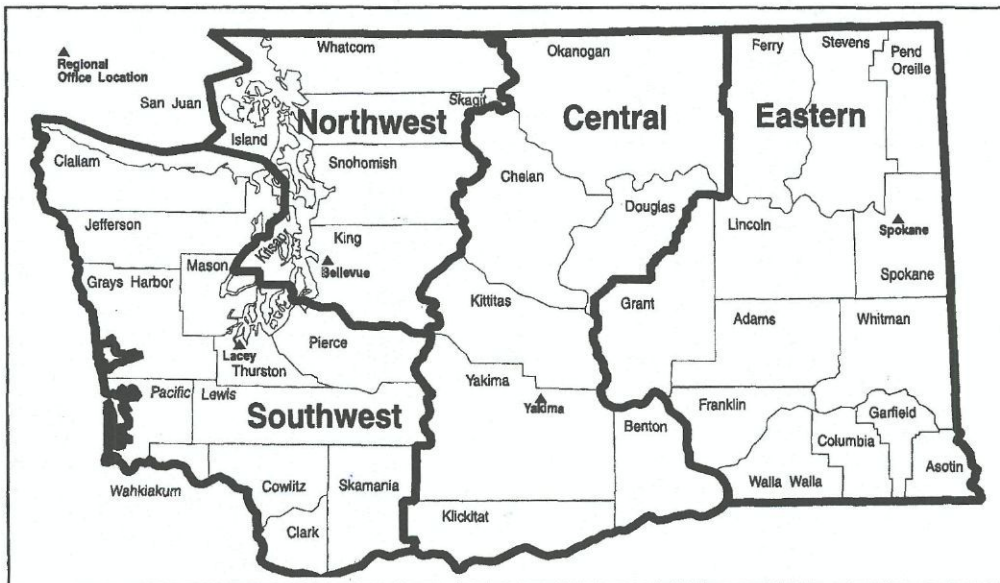 Whatcom
Okanogan
Ferry
Stevens
Pend
Oreille
Regional
Office Location
San Juan
Skagit
Northwest
Central
Eastern
Island
Clallam
Snohomish
Chelan
Douglas
Lincoln
Spokane
Jefferson
Kitsap
King
Bellevue
Spokane
Mason
Grays Harbor
Kittitas
Grant
Adams
Whitman
Pierce
Lacey
Thurston
Yakima
Yakima
Pacific
Lewis
Southwest
Benton
Franklin
Garfield
Columbia
Asotin
Wahkiakum
Cowlitz
Skamania
Walla Walla
Klickitat
Clark